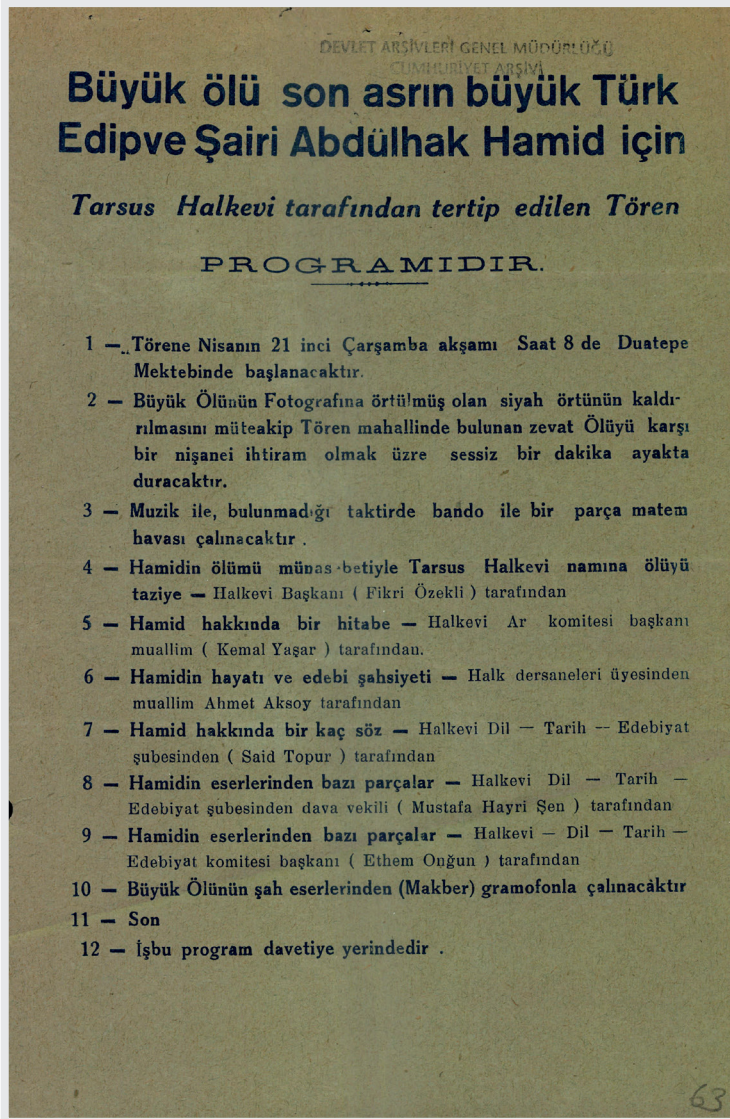 DEVLET ARŞİVLERİ GENEL MÜDÜRLÜĞÜ
CUMHURİYET ARŞİVİ
Büyük ölü son asrın büyük Türk
Edipve Şairi Abdülhak Hamid için
Tarsus Halkevi tarafından tertip edilen Tören
PROGRAMIDIR.
1 — Törene Nisanın 21 inci Çarşamba akşamı Saat 8 de Duatepe
Mektebinde başlanacaktır.
2 — Büyük Ölünün Fotografına örtülmüş olan siyah örtünün kaldı-
rılmasını müteakip Tören mahallinde bulunan zevat Ölüyü karşı
bir nişanei ihtiram olmak üzre sessiz bir dakika ayakta
duracaktır.
3 — Muzik ile, bulunmadığı taktirde bando ile bir parça matem
havası çalınacaktır .
4 — Hamidin ölümü münasebetiyle Tarsus Halkevi namına ölüyü
taziye — Halkevi Başkanı ( Fikri Özekli ) tarafından
5 — Hamid hakkında bir hitabe — Halkevi Ar komitesi başkanı
muallim ( Kemal Yaşar ) tarafından.
6 — Hamidin hayatı ve edebi şahsiyeti — Halk dersaneleri üyesinden
muallim Ahmet Aksoy tarafından
7 — Hamid hakkında bir kaç söz — Halkevi Dil — Tarih — Edebiyat
şubesinden ( Said Topur ) tarafından
8 — Hamidin eserlerinden bazı parçalar — Halkevi Dil — Tarih —
Edebiyat şubesinden dava vekili ( Mustafa Hayri Şen ) tarafından
9 — Hamidin eserlerinden bazı parçalar — Halkevi — Dil — Tarih —
Edebiyat komitesi başkanı ( Ethem Onğun ) tarafından
10 — Büyük Ölünün şah eserlerinden (Makber) gramofonla çalınacaktır
11 — Son
12 — İşbu program davetiye yerindedir .
63